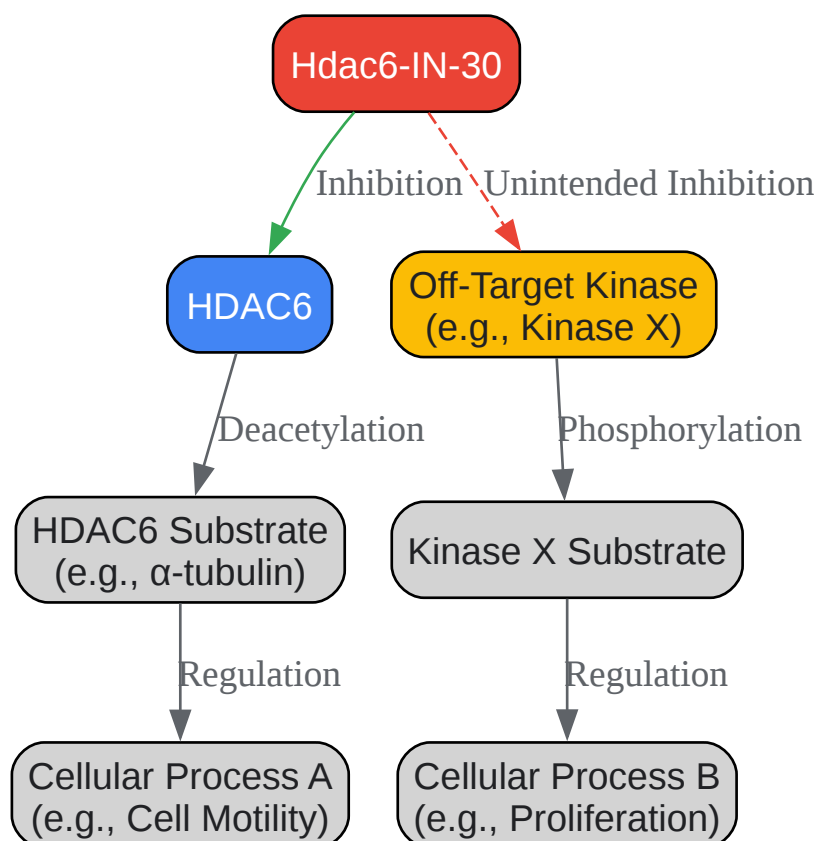 Hdac6-IN-30
Inhibition
Unintended Inhibition
HDAC6
Off-Target Kinase
(e.g., Kinase X)
Deacetylation
Phosphorylation
HDAC6 Substrate
(e.g., α-tubulin)
Kinase X Substrate
Regulation
Regulation
Cellular Process A
(e.g., Cell Motility)
Cellular Process B
(e.g., Proliferation)